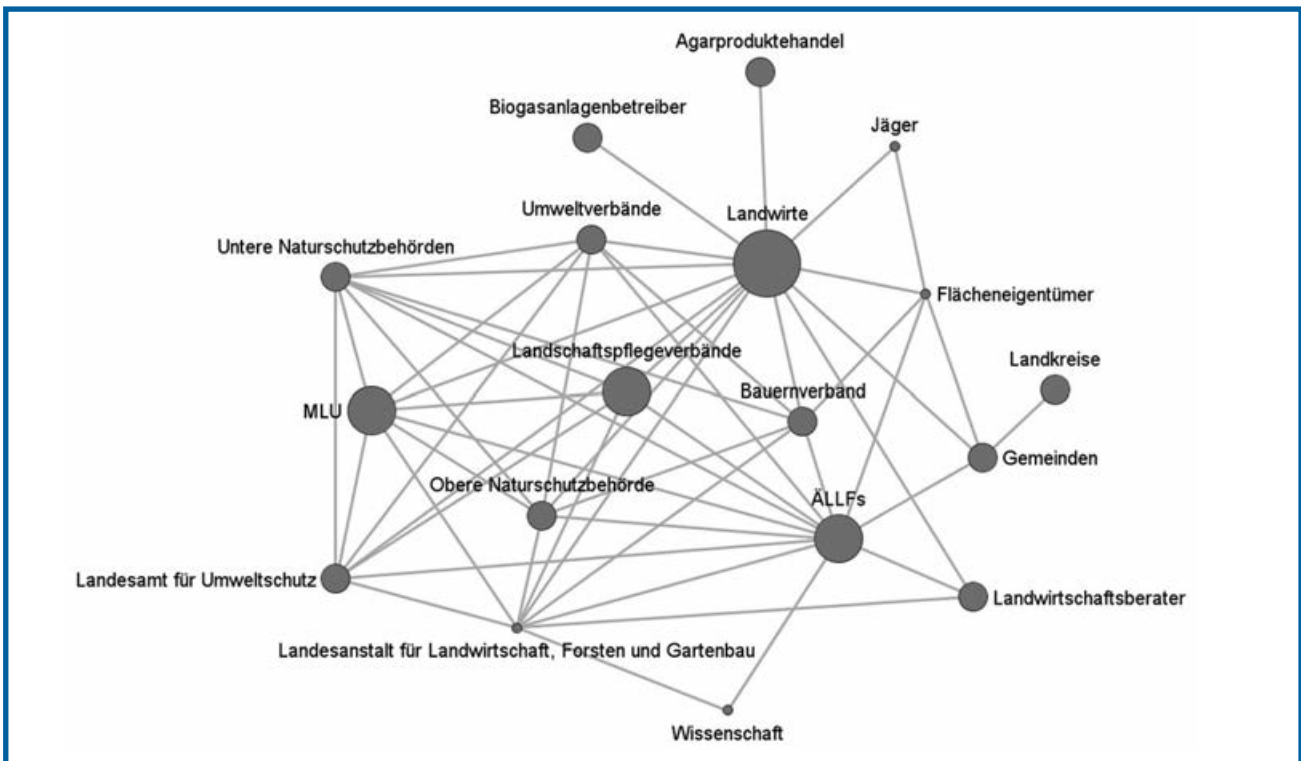 Agarproduktehandel
Biogasanlagenbetreiber
Jäger
Umweltverbände
Landwirte
Untere Naturschutzbehörden
Flächeneigentümer
Landschaftspflegeverbände
Landkreise
Bauernverband
MLU
Gemeinden
Obere Naturschutzbehörde
ÄLLFs
Landesamt für Umweltschutz
Landwirtschaftsberater
Landesanstalt für Landwirtschaft, Forsten und Gartenbau
Wissenschaft